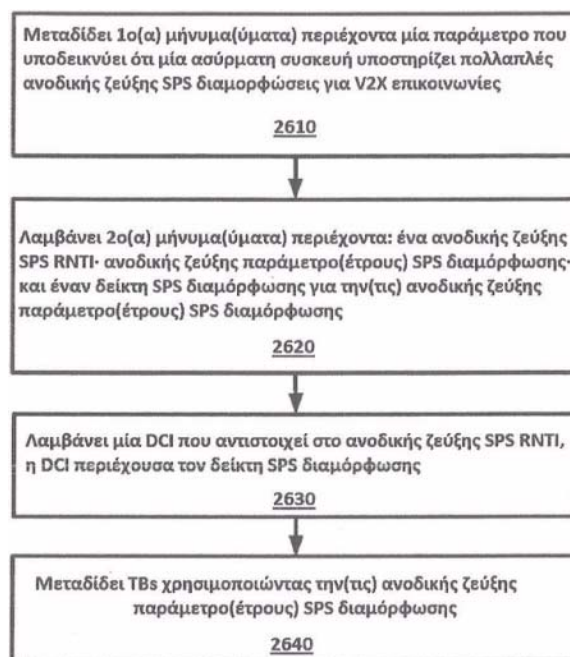 Μεταδίδει 1ο(α) μήνυμα(ύματα) περιέχοντα μία παράμετρο που
υποδεικνύει ότι μία ασύρματη συσκευή υποστηρίζει πολλαπλές
ανοδικής ζεύξης SPS διαμορφώσεις για V2X επικοινωνίες
2610
Λαμβάνει 2ο(α) μήνυμα(ύματα) περιέχοντα: ένα ανοδικής ζεύξης
SPS RNTI· ανοδικής ζεύξης παράμετρο(έτρους) SPS διαμόρφωσης·
και έναν δείκτη SPS διαμόρφωσης για την(τις) ανοδικής ζεύξης
παράμετρο(έτρους) SPS διαμόρφωσης
2620
Λαμβάνει μία DCI που αντιστοιχεί στο ανοδικής ζεύξης SPS RNTI,
η DCI περιέχουσα τον δείκτη SPS διαμόρφωσης
2630
Μεταδίδει TBs χρησιμοποιώντας την(τις) ανοδικής ζεύξης
παράμετρο(έτρους) SPS διαμόρφωσης
2640